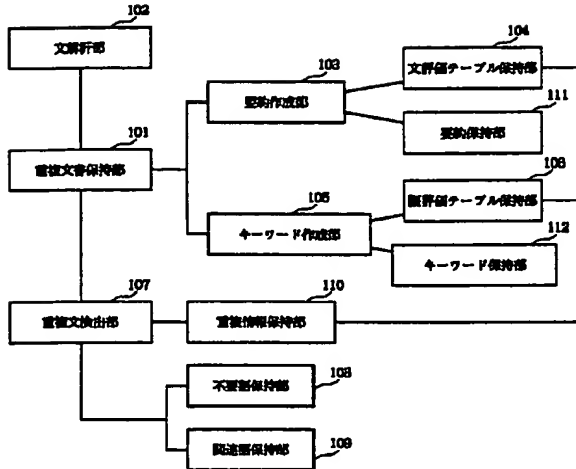 102
文解析部
104
103
文評価テーブル保持部
要約作成部
111
101
要約保持部
重複文書保持部
106
105
語評価テーブル保持部
キーワード作成部
112
キーワード保持部
107
110
重複文検出部
重複情報保持部
108
不要語保持部
109
関連語保持部